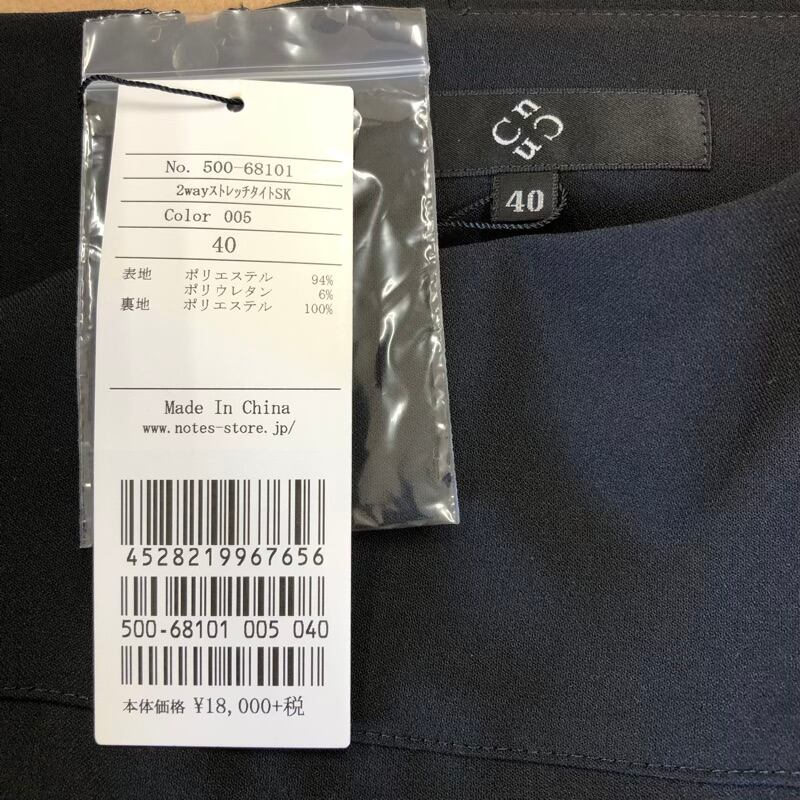 No. 500-68101
2wayストレッチタイトSK
Color 005
40
表地 ポリエステル 94%
ポリウレタン 6%
裏地 ポリエステル 100%
Made In China
www.notes-store.jp/
4528219967656
500-68101 005 040
本体価格 ¥18,000+税
n C u C
40